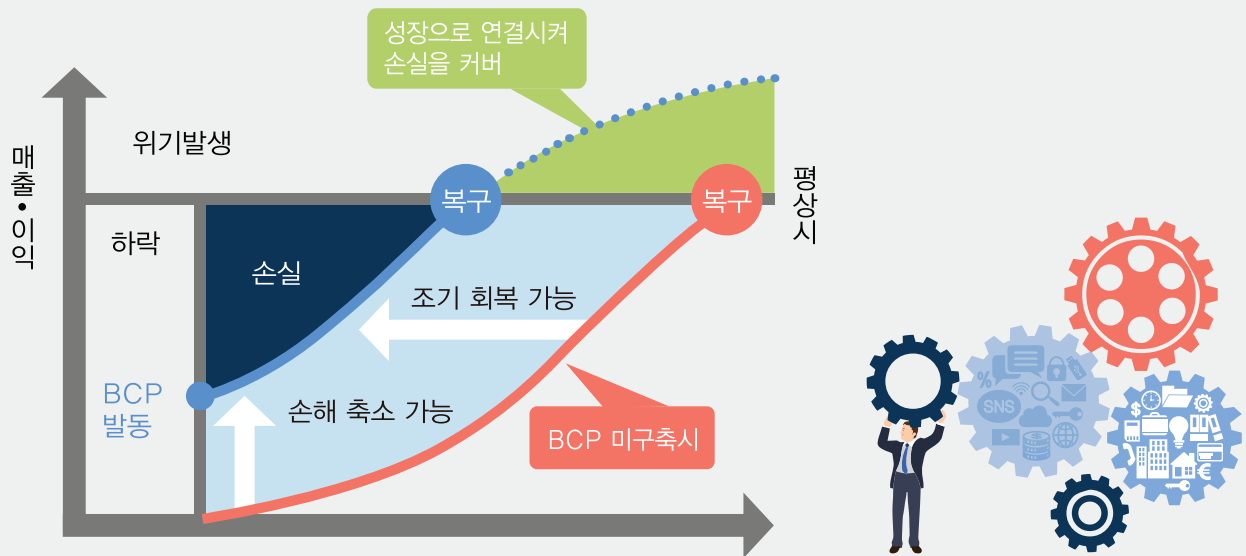 성장으로 연결시켜
손실을 커버
매출•이익
위기발생
평상시
복구
복구
하락
손실
조기 회복 가능
BCP
발동
손해 축소 가능
BCP 미구축시
%
SNS
$
€